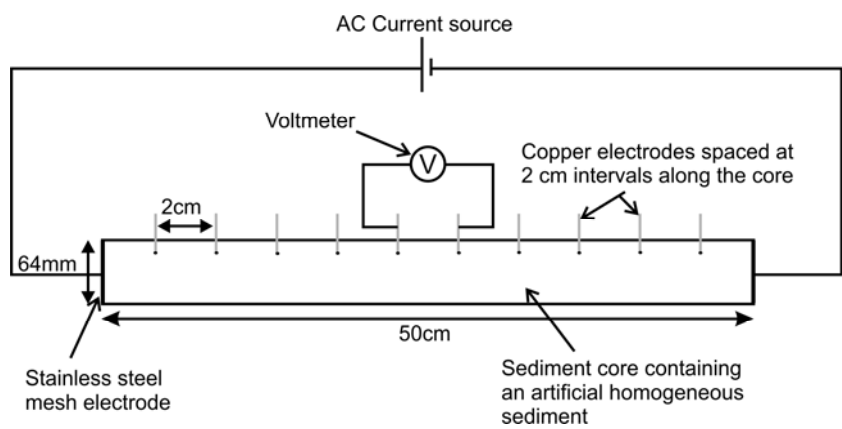 AC Current source
Voltmeter
V
Copper electrodes spaced at
2 cm intervals along the core
2cm
64mm
50cm
Stainless steel
mesh electrode
Sediment core containing
an artificial homogeneous
sediment